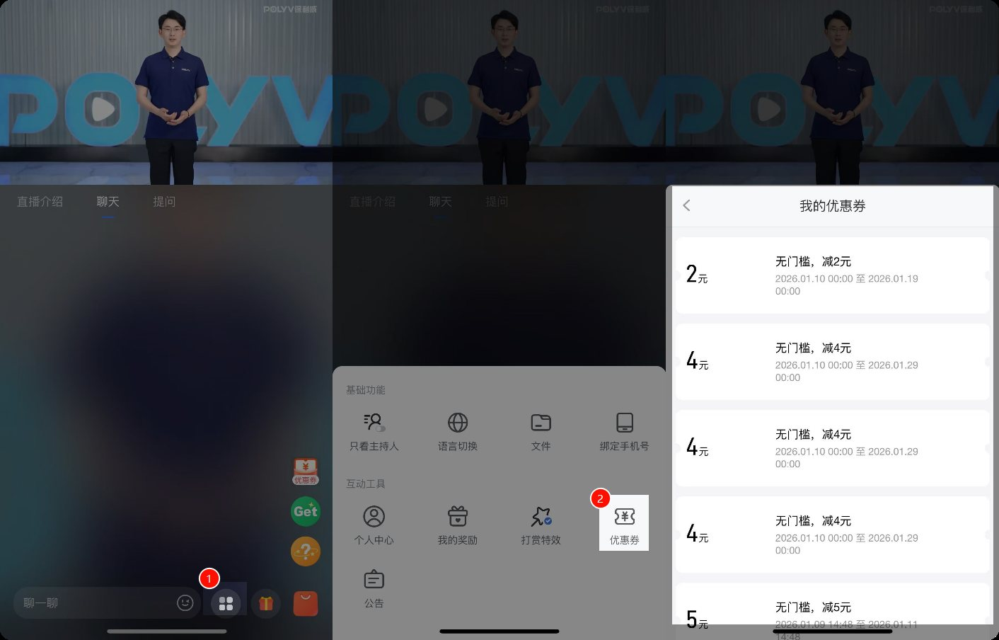 POLYV保利威
POLYV
直播介绍
聊天
提问
优惠券
Get
1
聊一聊
POLYV保利威
POLYV
直播介绍
聊天
提问
基础功能
只看主持人
语言切换
文件
绑定手机号
互动工具
2
个人中心
我的奖励
打赏特效
优惠券
公告
POLYV保利威
POLYV
我的优惠券
2元
无门槛，减2元
2026.01.10 00:00 至 2026.01.19
00:00
4元
无门槛，减4元
2026.01.10 00:00 至 2026.01.29
00:00
4元
无门槛，减4元
2026.01.10 00:00 至 2026.01.29
00:00
4元
无门槛，减4元
2026.01.10 00:00 至 2026.01.29
00:00
5元
无门槛，减5元
2026.01.09 14:48 至 2026.01.11
14:48